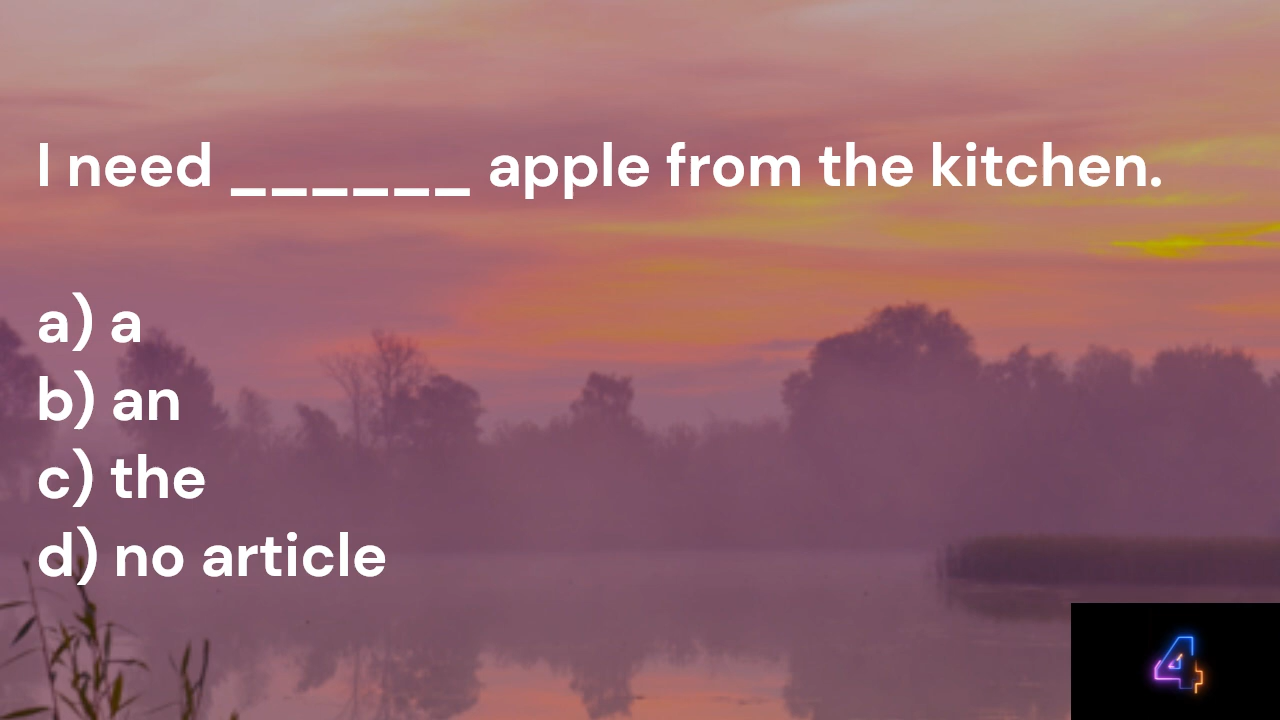 I need ______ apple from the kitchen.
a) a
b) an
c) the
d) no article
4